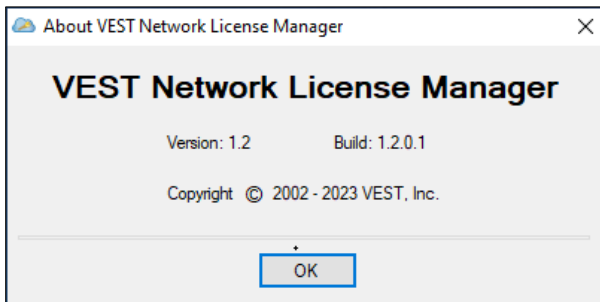 About VEST Network License Manager
VEST Network License Manager
Version: 1.2 Build: 1.2.0.1
Copyright © 2002 - 2023 VEST, Inc.
OK